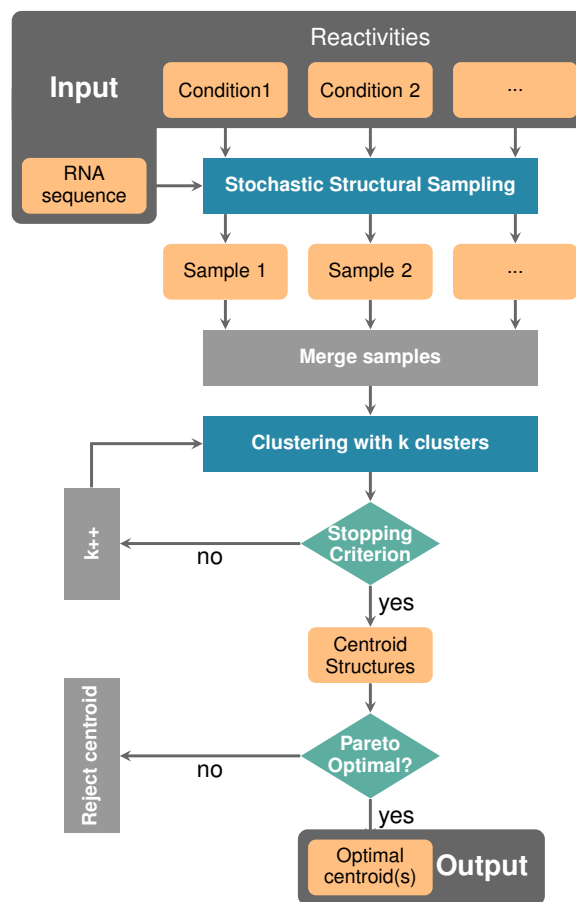 Reactivities
Input
Condition1
Condition 2
...
RNA
sequence
Stochastic Structural Sampling
Sample 1
Sample 2
...
Merge samples
Clustering with k clusters
k++
Stopping
Criterion
no
yes
Centroid
Structures
Reject centroid
Pareto
Optimal?
no
yes
Optimal
centroid(s)
Output